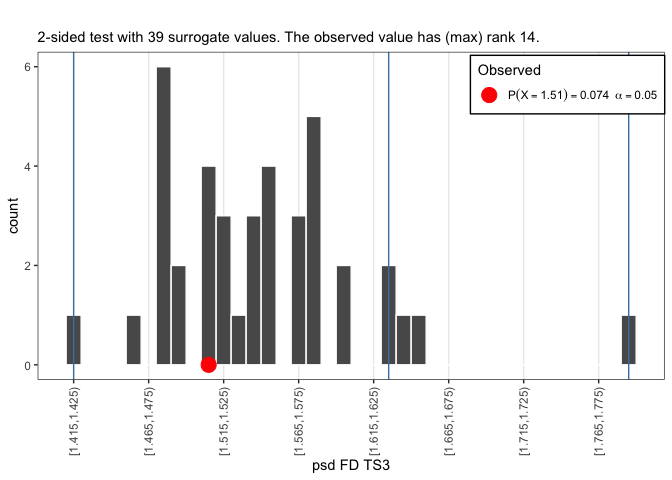 2-sided test with 39 surrogate values. The observed value has (max) rank 14.
Observed
P(X = 1.51) = 0.074 α = 0.05
count
6
4
2
0
[1.415,1.425)
[1.465,1.475)
[1.515,1.525)
[1.565,1.575)
[1.615,1.625)
[1.665,1.675)
[1.715,1.725)
[1.765,1.775)
psd FD TS3